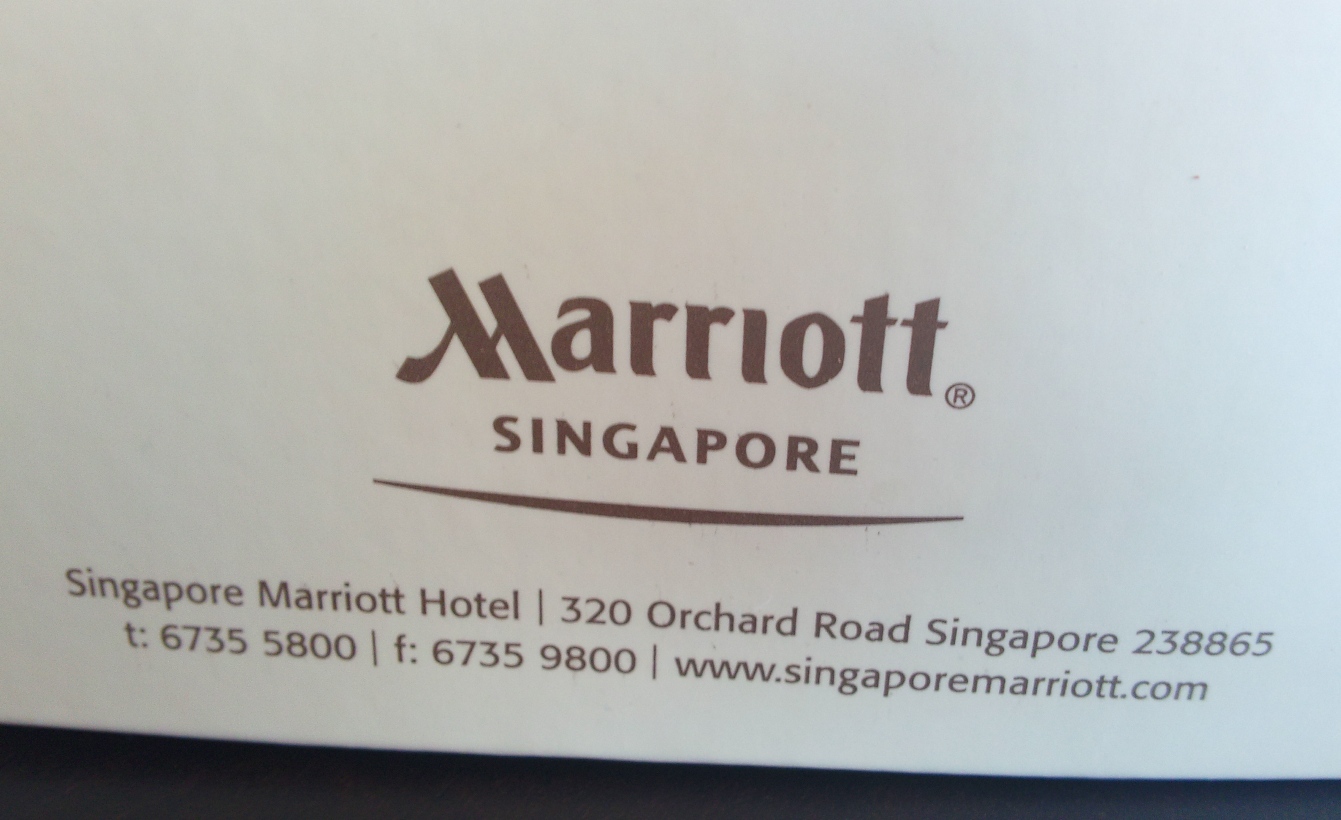 Marriott®
SINGAPORE
Singapore Marriott Hotel | 320 Orchard Road Singapore 238865
t: 6735 5800 | f: 6735 9800 | www.singaporemarriott.com